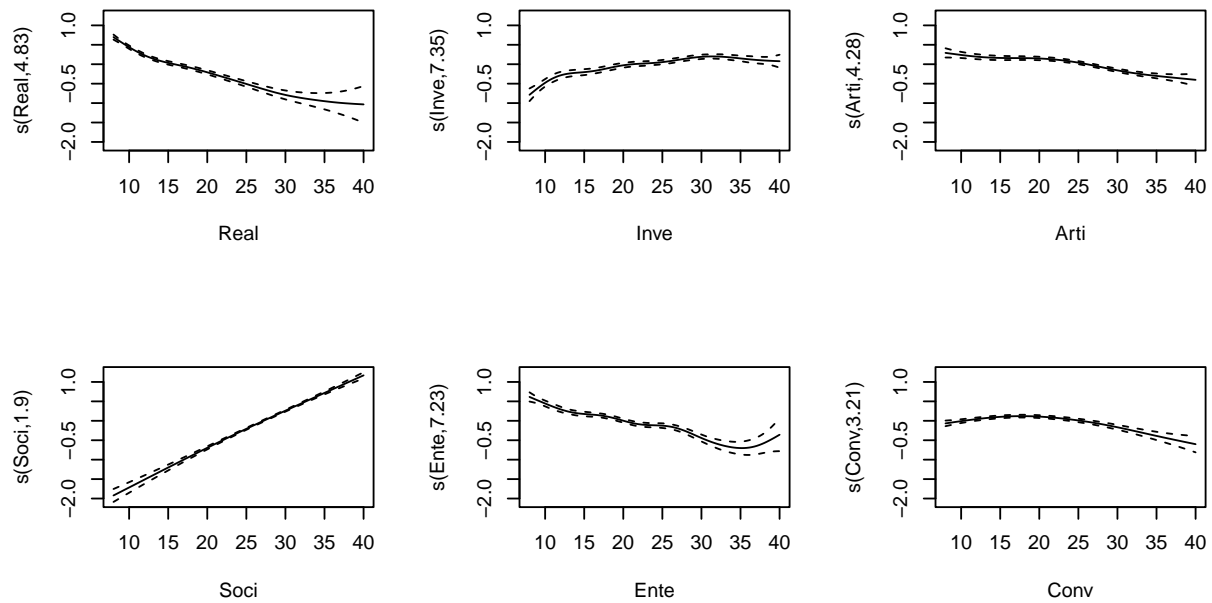 s(Real,4.83)
1.0
−0.5
−2.0
10 15 20 25 30 35 40
Real
s(Inve,7.35)
1.0
−0.5
−2.0
10 15 20 25 30 35 40
Inve
s(Arti,4.28)
1.0
−0.5
−2.0
10 15 20 25 30 35 40
Arti
s(Soci,1.9)
1.0
−0.5
−2.0
10 15 20 25 30 35 40
Soci
s(Ente,7.23)
1.0
−0.5
−2.0
10 15 20 25 30 35 40
Ente
s(Conv,3.21)
1.0
−0.5
−2.0
10 15 20 25 30 35 40
Conv